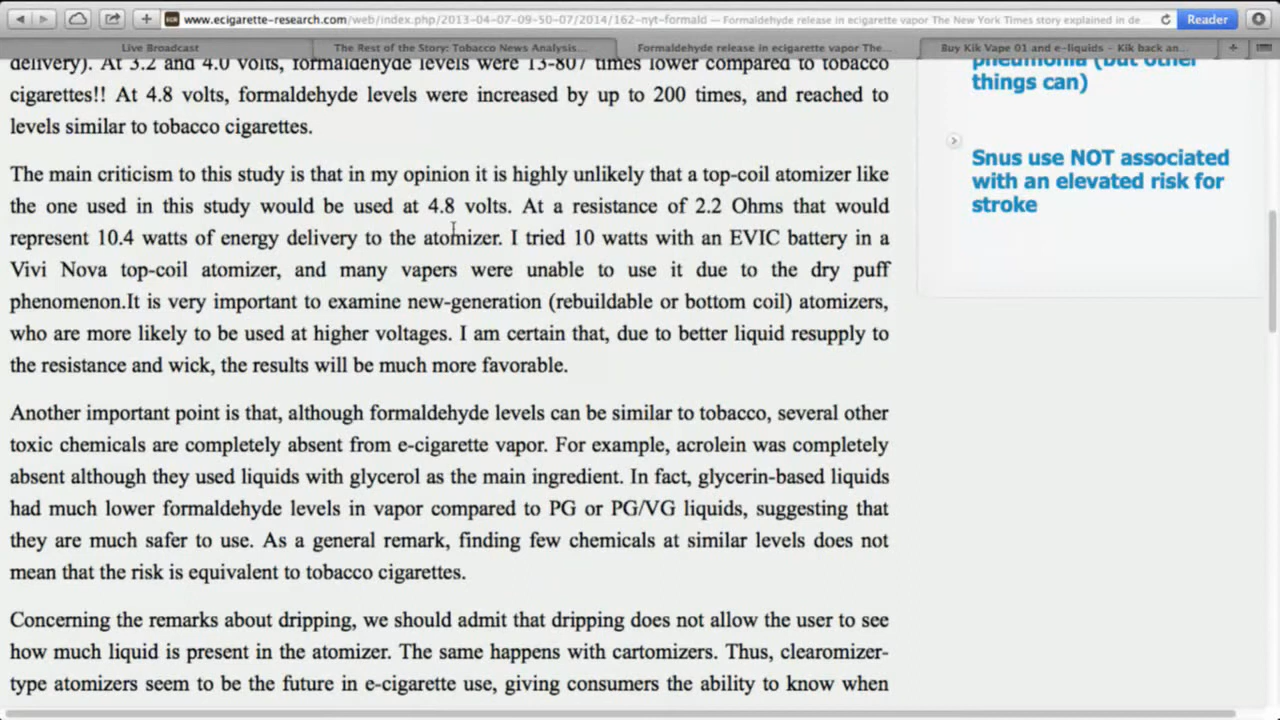 www.ecigarette-research.com/web/index.php/2013-04-07-09-50-07/2014/162-nyt-formald — Formaldehyde release in ecigarette vapor The New York Times story explained in de...
Reader
Live Broadcast
The Rest of the Story: Tobacco News Analysis...
Formaldehyde release in ecigarette vapor The...
Buy Kik Vape 01 and e-liquids – Kik back an...
delivery). At 3.2 and 4.0 volts, formaldehyde levels were 13-807 times lower compared to tobacco
cigarettes!! At 4.8 volts, formaldehyde levels were increased by up to 200 times, and reached to
levels similar to tobacco cigarettes.
The main criticism to this study is that in my opinion it is highly unlikely that a top-coil atomizer like
the one used in this study would be used at 4.8 volts. At a resistance of 2.2 Ohms that would
represent 10.4 watts of energy delivery to the atomizer. I tried 10 watts with an EVIC battery in a
Vivi Nova top-coil atomizer, and many vapers were unable to use it due to the dry puff
phenomenon.It is very important to examine new-generation (rebuildable or bottom coil) atomizers,
who are more likely to be used at higher voltages. I am certain that, due to better liquid resupply to
the resistance and wick, the results will be much more favorable.
Another important point is that, although formaldehyde levels can be similar to tobacco, several other
toxic chemicals are completely absent from e-cigarette vapor. For example, acrolein was completely
absent although they used liquids with glycerol as the main ingredient. In fact, glycerin-based liquids
had much lower formaldehyde levels in vapor compared to PG or PG/VG liquids, suggesting that
they are much safer to use. As a general remark, finding few chemicals at similar levels does not
mean that the risk is equivalent to tobacco cigarettes.
Concerning the remarks about dripping, we should admit that dripping does not allow the user to see
how much liquid is present in the atomizer. The same happens with cartomizers. Thus, clearomizer-
type atomizers seem to be the future in e-cigarette use, giving consumers the ability to know when
pneumonia (but other
things can)
Snus use NOT associated
with an elevated risk for
stroke